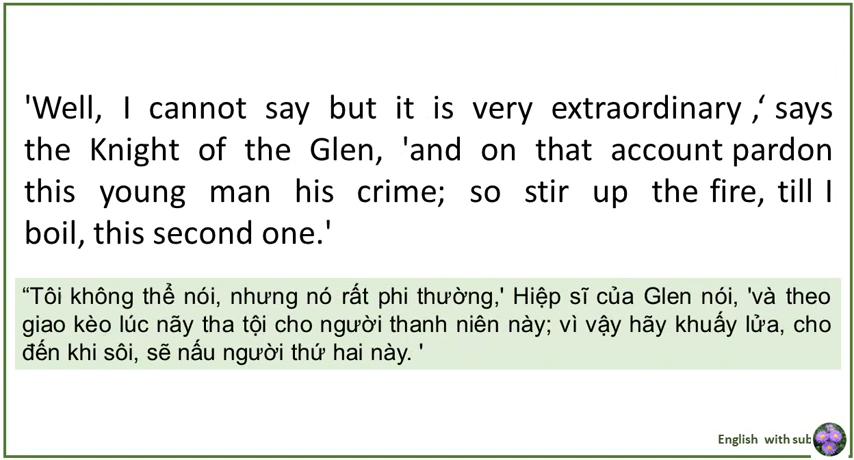 'Well, I cannot say but it is very extraordinary ,‘ says
the Knight of the Glen, 'and on that account pardon
this young man his crime; so stir up the fire, till I
boil, this second one.'
“Tôi không thể nói, nhưng nó rất phi thường,' Hiệp sĩ của Glen nói, 'và theo
giao kèo lúc nãy tha tội cho người thanh niên này; vì vậy hãy khuấy lửa, cho
đến khi sôi, sẽ nấu người thứ hai này. '
English with sub